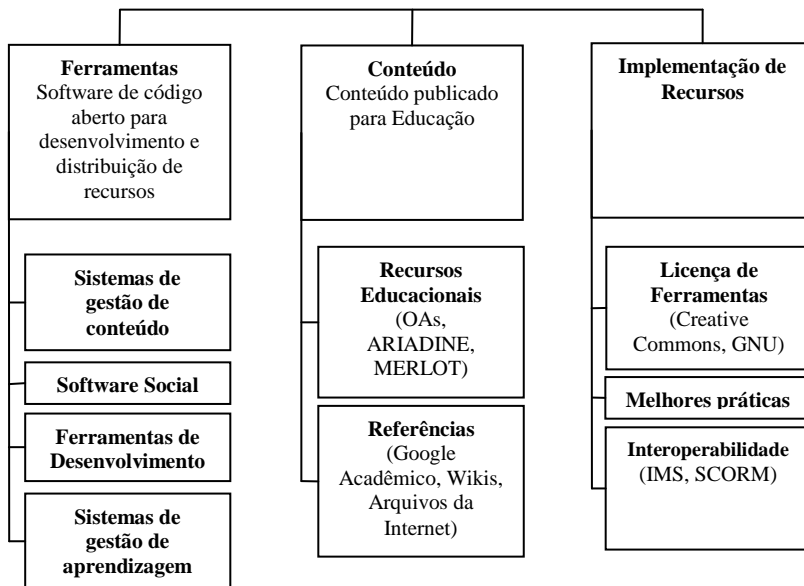 Ferramentas
Software de código
aberto para
desenvolvimento e
distribuição de
recursos
Sistemas de
gestão de
conteúdo
Software Social
Ferramentas de
Desenvolvimento
Sistemas de
gestão de
aprendizagem
Conteúdo
Conteúdo publicado
para Educação
Recursos
Educacionais
(OAs,
ARIADINE,
MERLOT)
Referências
(Google
Acadêmico, Wikis,
Arquivos da
Internet)
Implementação de
Recursos
Licença de
Ferramentas
(Creative
Commons, GNU)
Melhores práticas
Interoperabilidade
(IMS, SCORM)